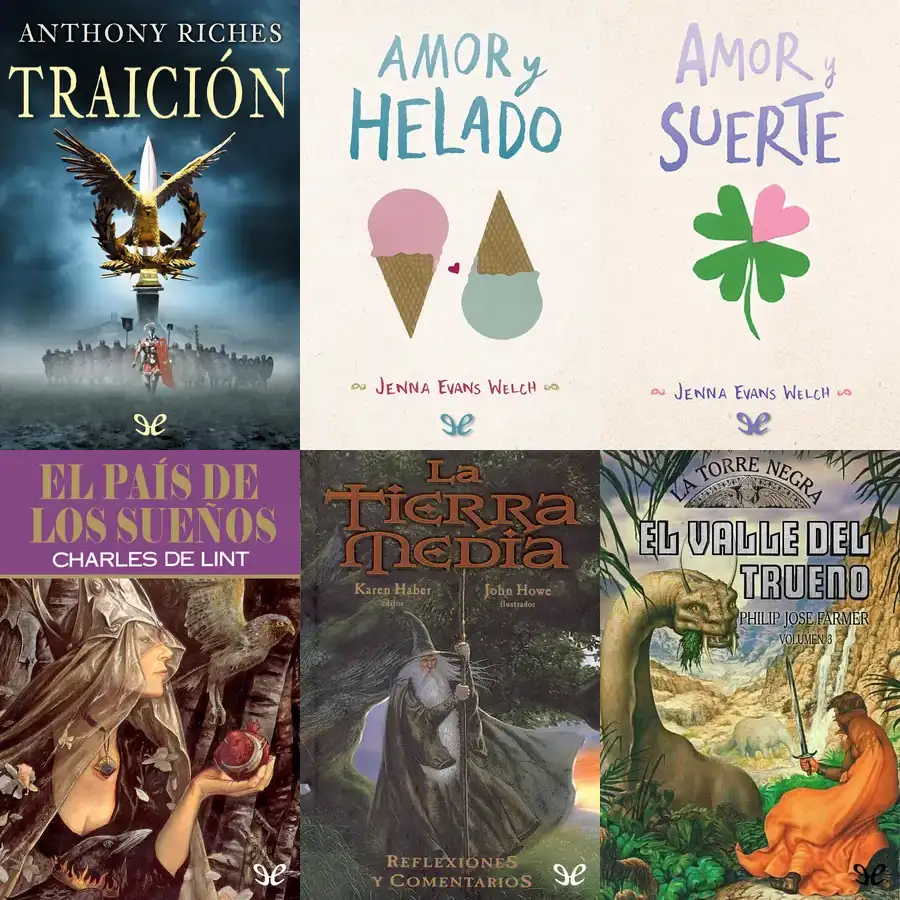 ANTHONY RICHES
TRAICIÓN
AMOR y
HELADO
JENNA EVANS WELCH
AMOR y
SUERTE
JENNA EVANS WELCH
EL PAÍS DE
LOS SUEÑOS
CHARLES DE LINT
La
Tierra
Media
Karen Haber
editor
John Howe
ilustrador
REFLEXIONES
Y COMENTARIOS
LA TORRE NEGRA
EL VALLE DEL
TRUENO
PHILIP JOSE FARMER
VOLUMEN 3